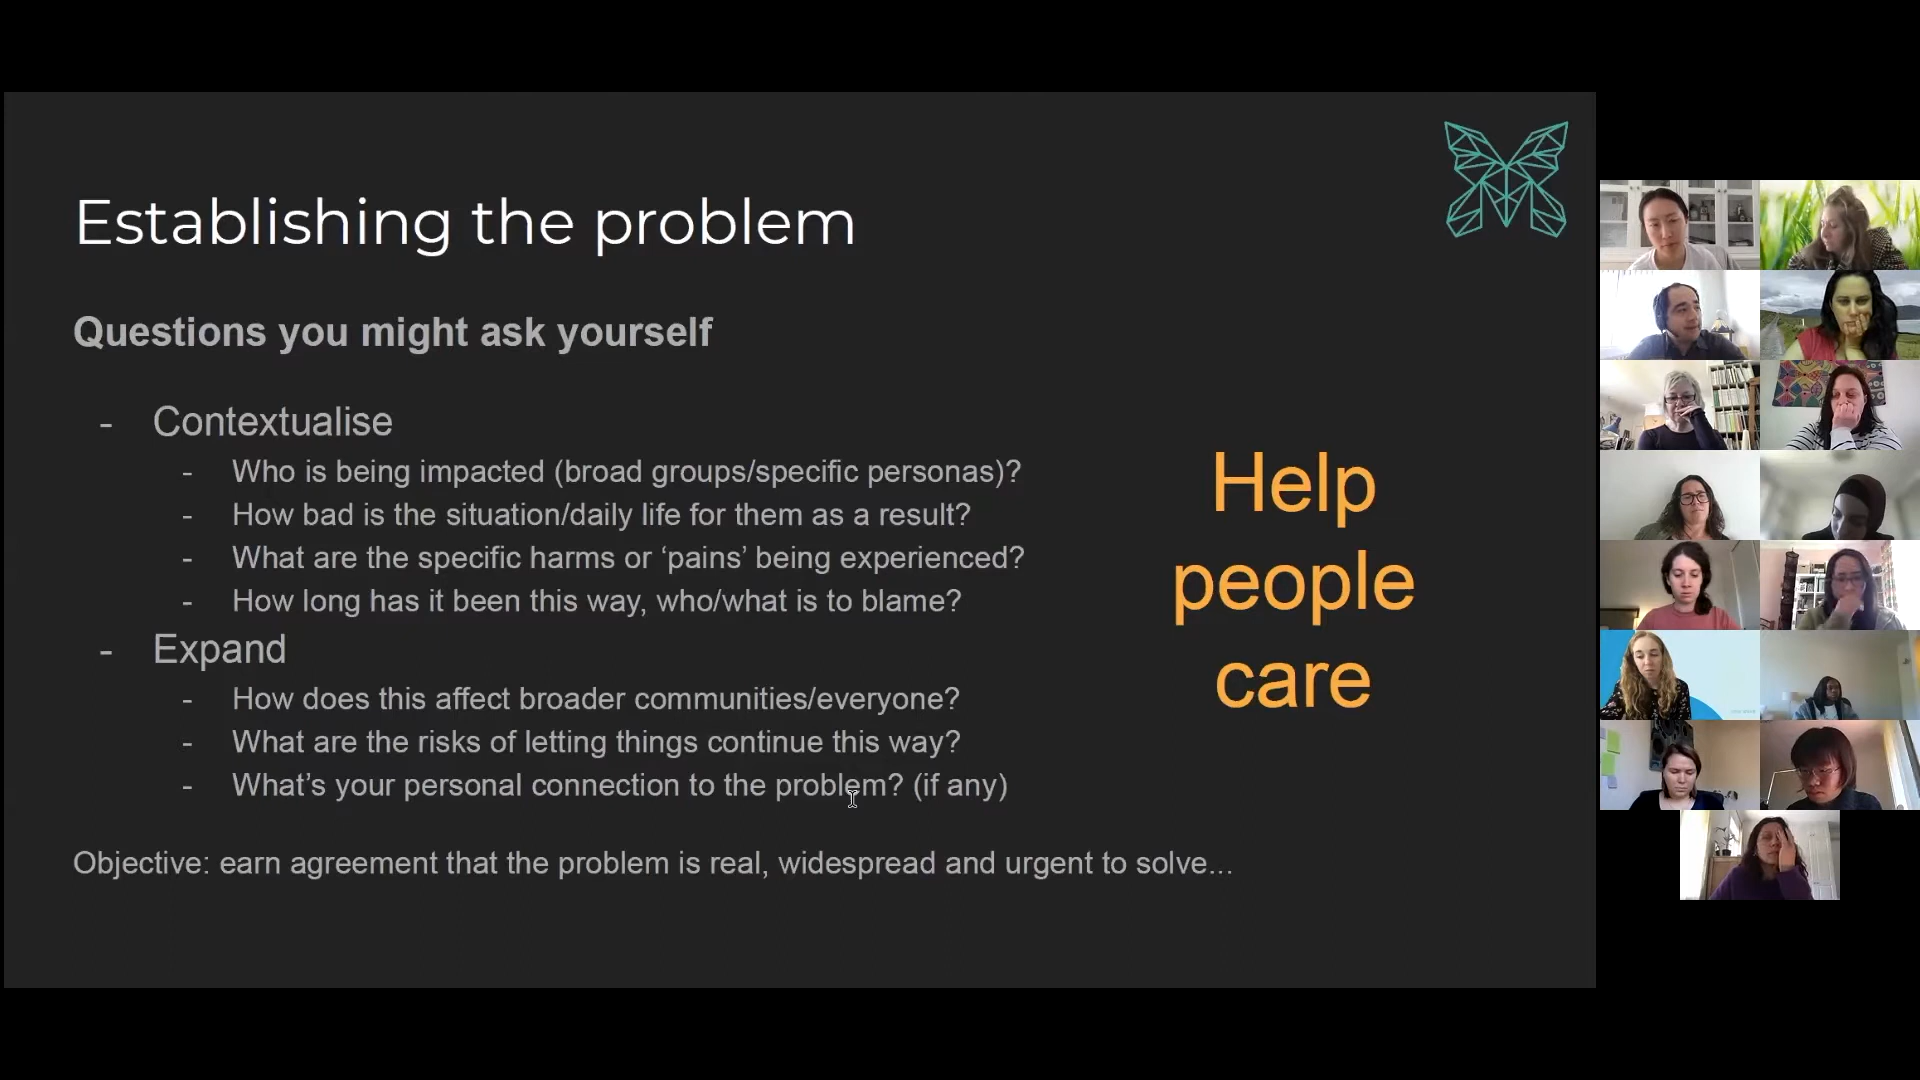 Establishing the problem
Questions you might ask yourself
- Contextualise
- Who is being impacted (broad groups/specific personas)?
- How bad is the situation/daily life for them as a result?
- What are the specific harms or ‘pains’ being experienced?
- How long has it been this way, who/what is to blame?
- Expand
- How does this affect broader communities/everyone?
- What are the risks of letting things continue this way?
- What’s your personal connection to the problem? (if any)
Objective: earn agreement that the problem is real, widespread and urgent to solve...
Help
people
care